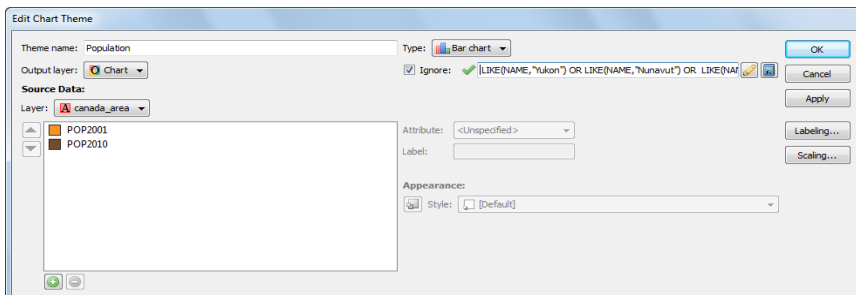 Edit Chart Theme
Theme name: Population
Type: Bar chart
OK
Output layer: Chart
Ignore: LIKE(NAME,"Yukon") OR LIKE(NAME,"Nunavut") OR LIKE(NAM
Cancel
Source Data:
Apply
Layer: A canada_area
POP2001
Attribute: <Unspecified>
Labeling...
POP2010
Label:
Scaling...
Appearance:
Style: [Default]